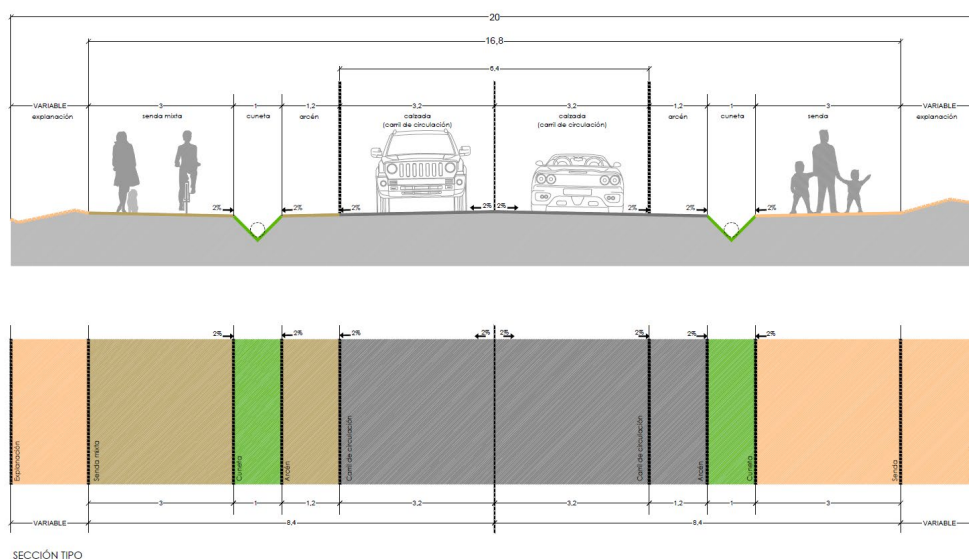 20
16,8
6,4
VARIABLE 3 1 1,2 3,2 3,2 1,2 1 3 VARIABLE
explanación senda mixta cuneta arcén calzada calzada arcén cuneta senda explanación
(carril de circulación) (carril de circulación)
2% 2% 2% 2% 2% 2% 2% 2%
2% 2% 2% 2% 2% 2% 2% 2%
Explanación Senda mixta Cuneta Arcén Carril de circulación Carril de circulación Arcén Cuneta Senda
3 1 1,2 3,2 3,2 1,2 1 3
VARIABLE 8,4 8,4 VARIABLE
SECCIÓN TIPO